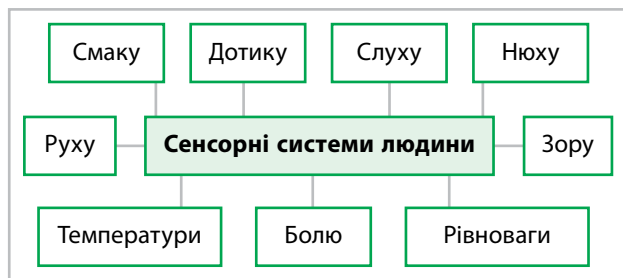 Смаку
Дотику
Слуху
Нюху
Руху
Сенсорні системи людини
Зору
Температури
Болю
Рівноваги